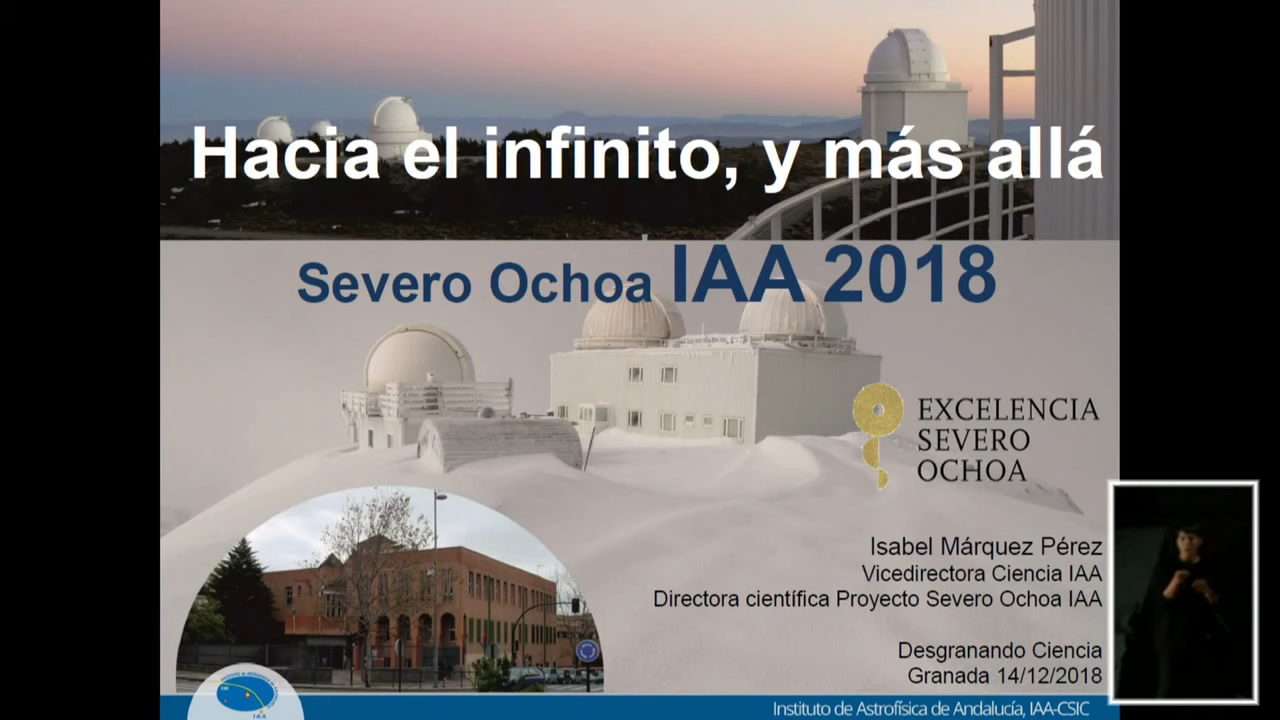 Hacia el infinito, y más allá
Severo Ochoa IAA 2018
EXCELENCIA
SEVERO
OCHOA
Isabel Márquez Pérez
Vicedirectora Ciencia IAA
Directora científica Proyecto Severo Ochoa IAA
Desgranando Ciencia
Granada 14/12/2018
IAA
Instituto de Astrofísica de Andalucía, IAA-CSIC